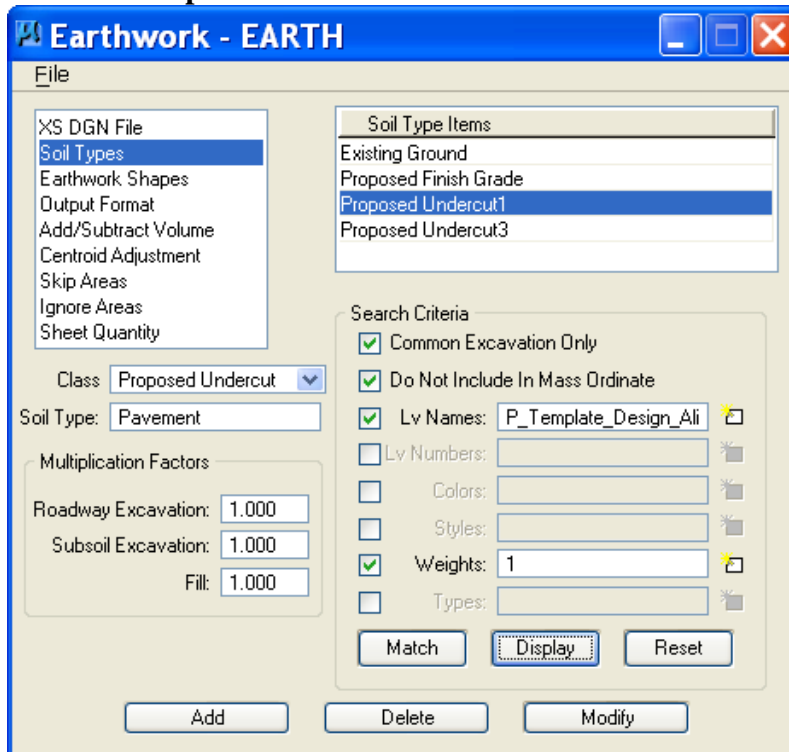 Earthwork - EARTH
File
XS DGN File
Soil Types
Earthwork Shapes
Output Format
Add/Subtract Volume
Centroid Adjustment
Skip Areas
Ignore Areas
Sheet Quantity
Soil Type Items
Existing Ground
Proposed Finish Grade
Proposed Undercut1
Proposed Undercut3
Class Proposed Undercut
Soil Type: Pavement
Multiplication Factors
Roadway Excavation: 1.000
Subsoil Excavation: 1.000
Fill: 1.000
Search Criteria
Common Excavation Only
Do Not Include In Mass Ordinate
Lv Names: P_Template_Design_Ali
Lv Numbers:
Colors:
Styles:
Weights: 1
Types:
Match Display Reset
Add Delete Modify